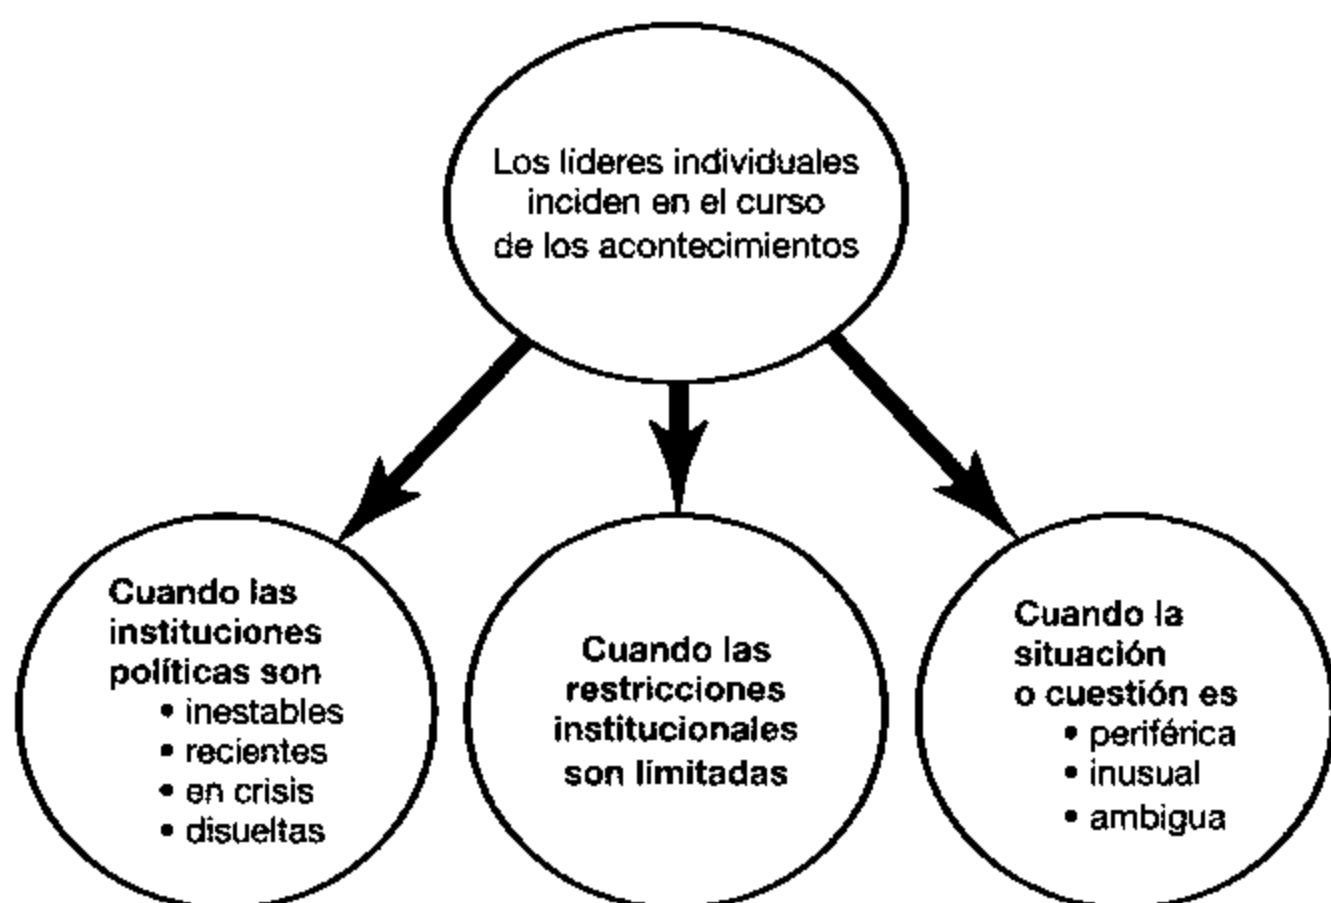 Los líderes individuales
inciden en el curso
de los acontecimientos
Cuando las
instituciones
políticas son
• inestables
• recientes
• en crisis
• disueltas
Cuando las
restricciones
institucionales
son limitadas
Cuando la
situación
o cuestión es
• periférica
• inusual
• ambigua